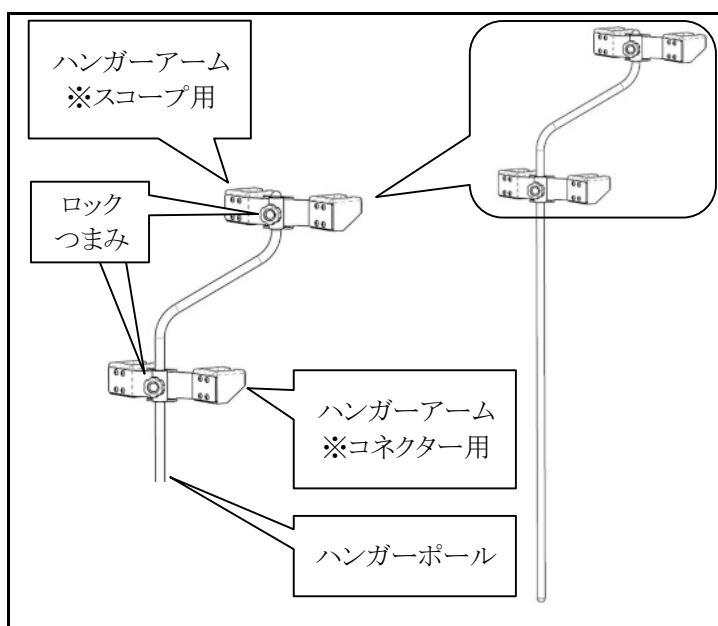 ハンガーアーム
※スコープ用
ロック
つまみ
ハンガーアーム
※コネクター用
ハンガーポール